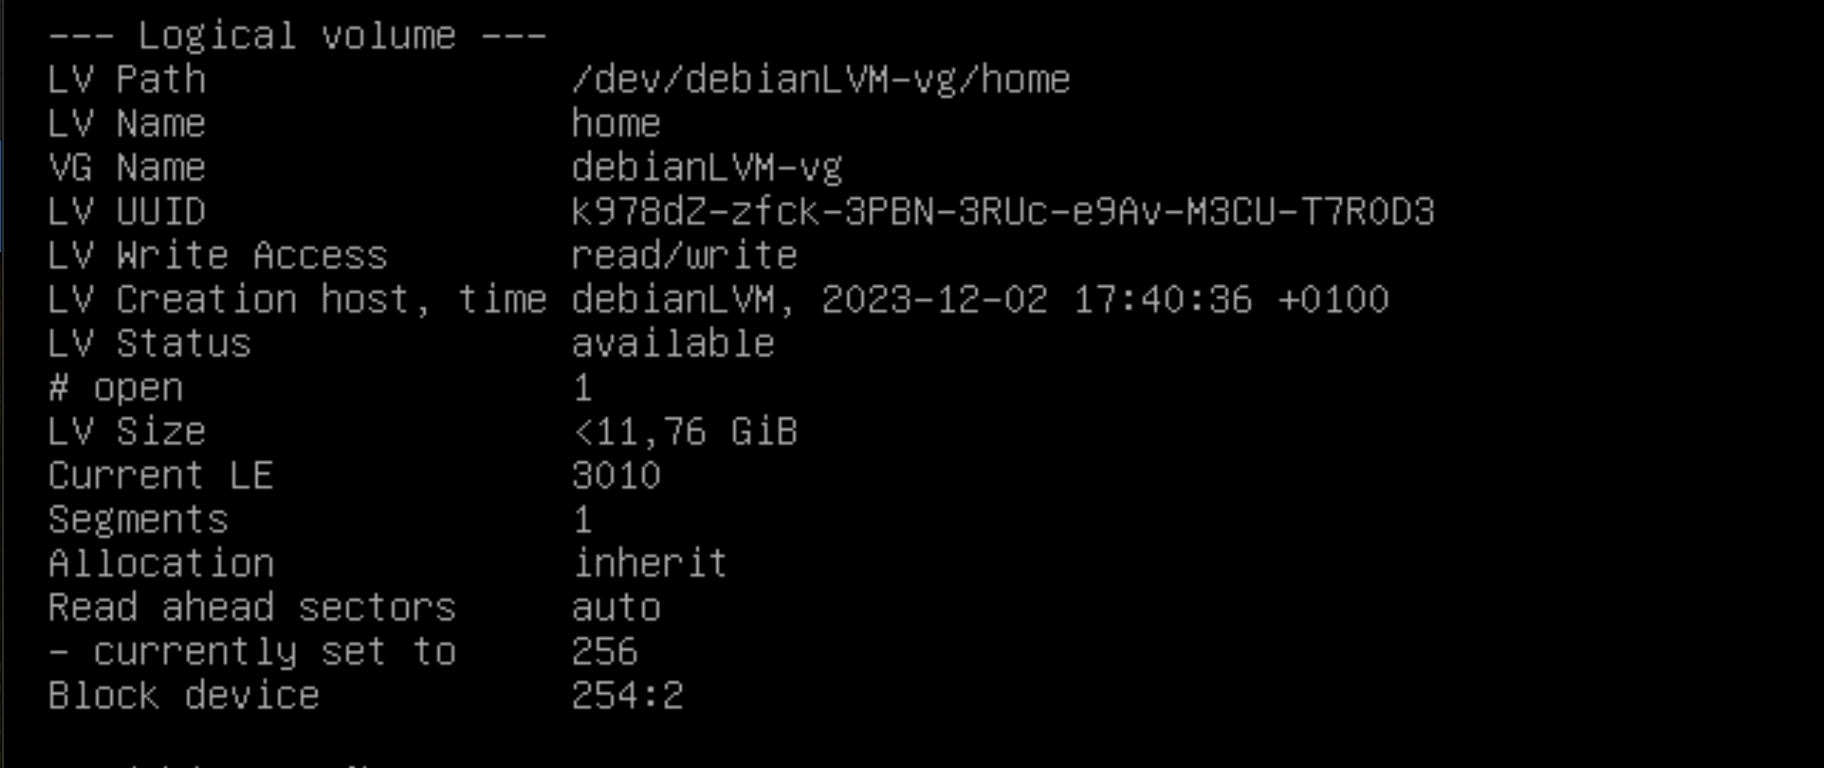 --- Logical volume ---
LV Path                /dev/debianLVM-vg/home
LV Name                home
VG Name                debianLVM-vg
LV UUID                k978dZ-zfck-3PBN-3RUc-e9Av-M3CU-T7R0D3
LV Write Access        read/write
LV Creation host, time debianLVM, 2023-12-02 17:40:36 +0100
LV Status              available
# open                 1
LV Size                <11,76 GiB
Current LE             3010
Segments               1
Allocation             inherit
Read ahead sectors     auto
- currently set to     256
Block device           254:2